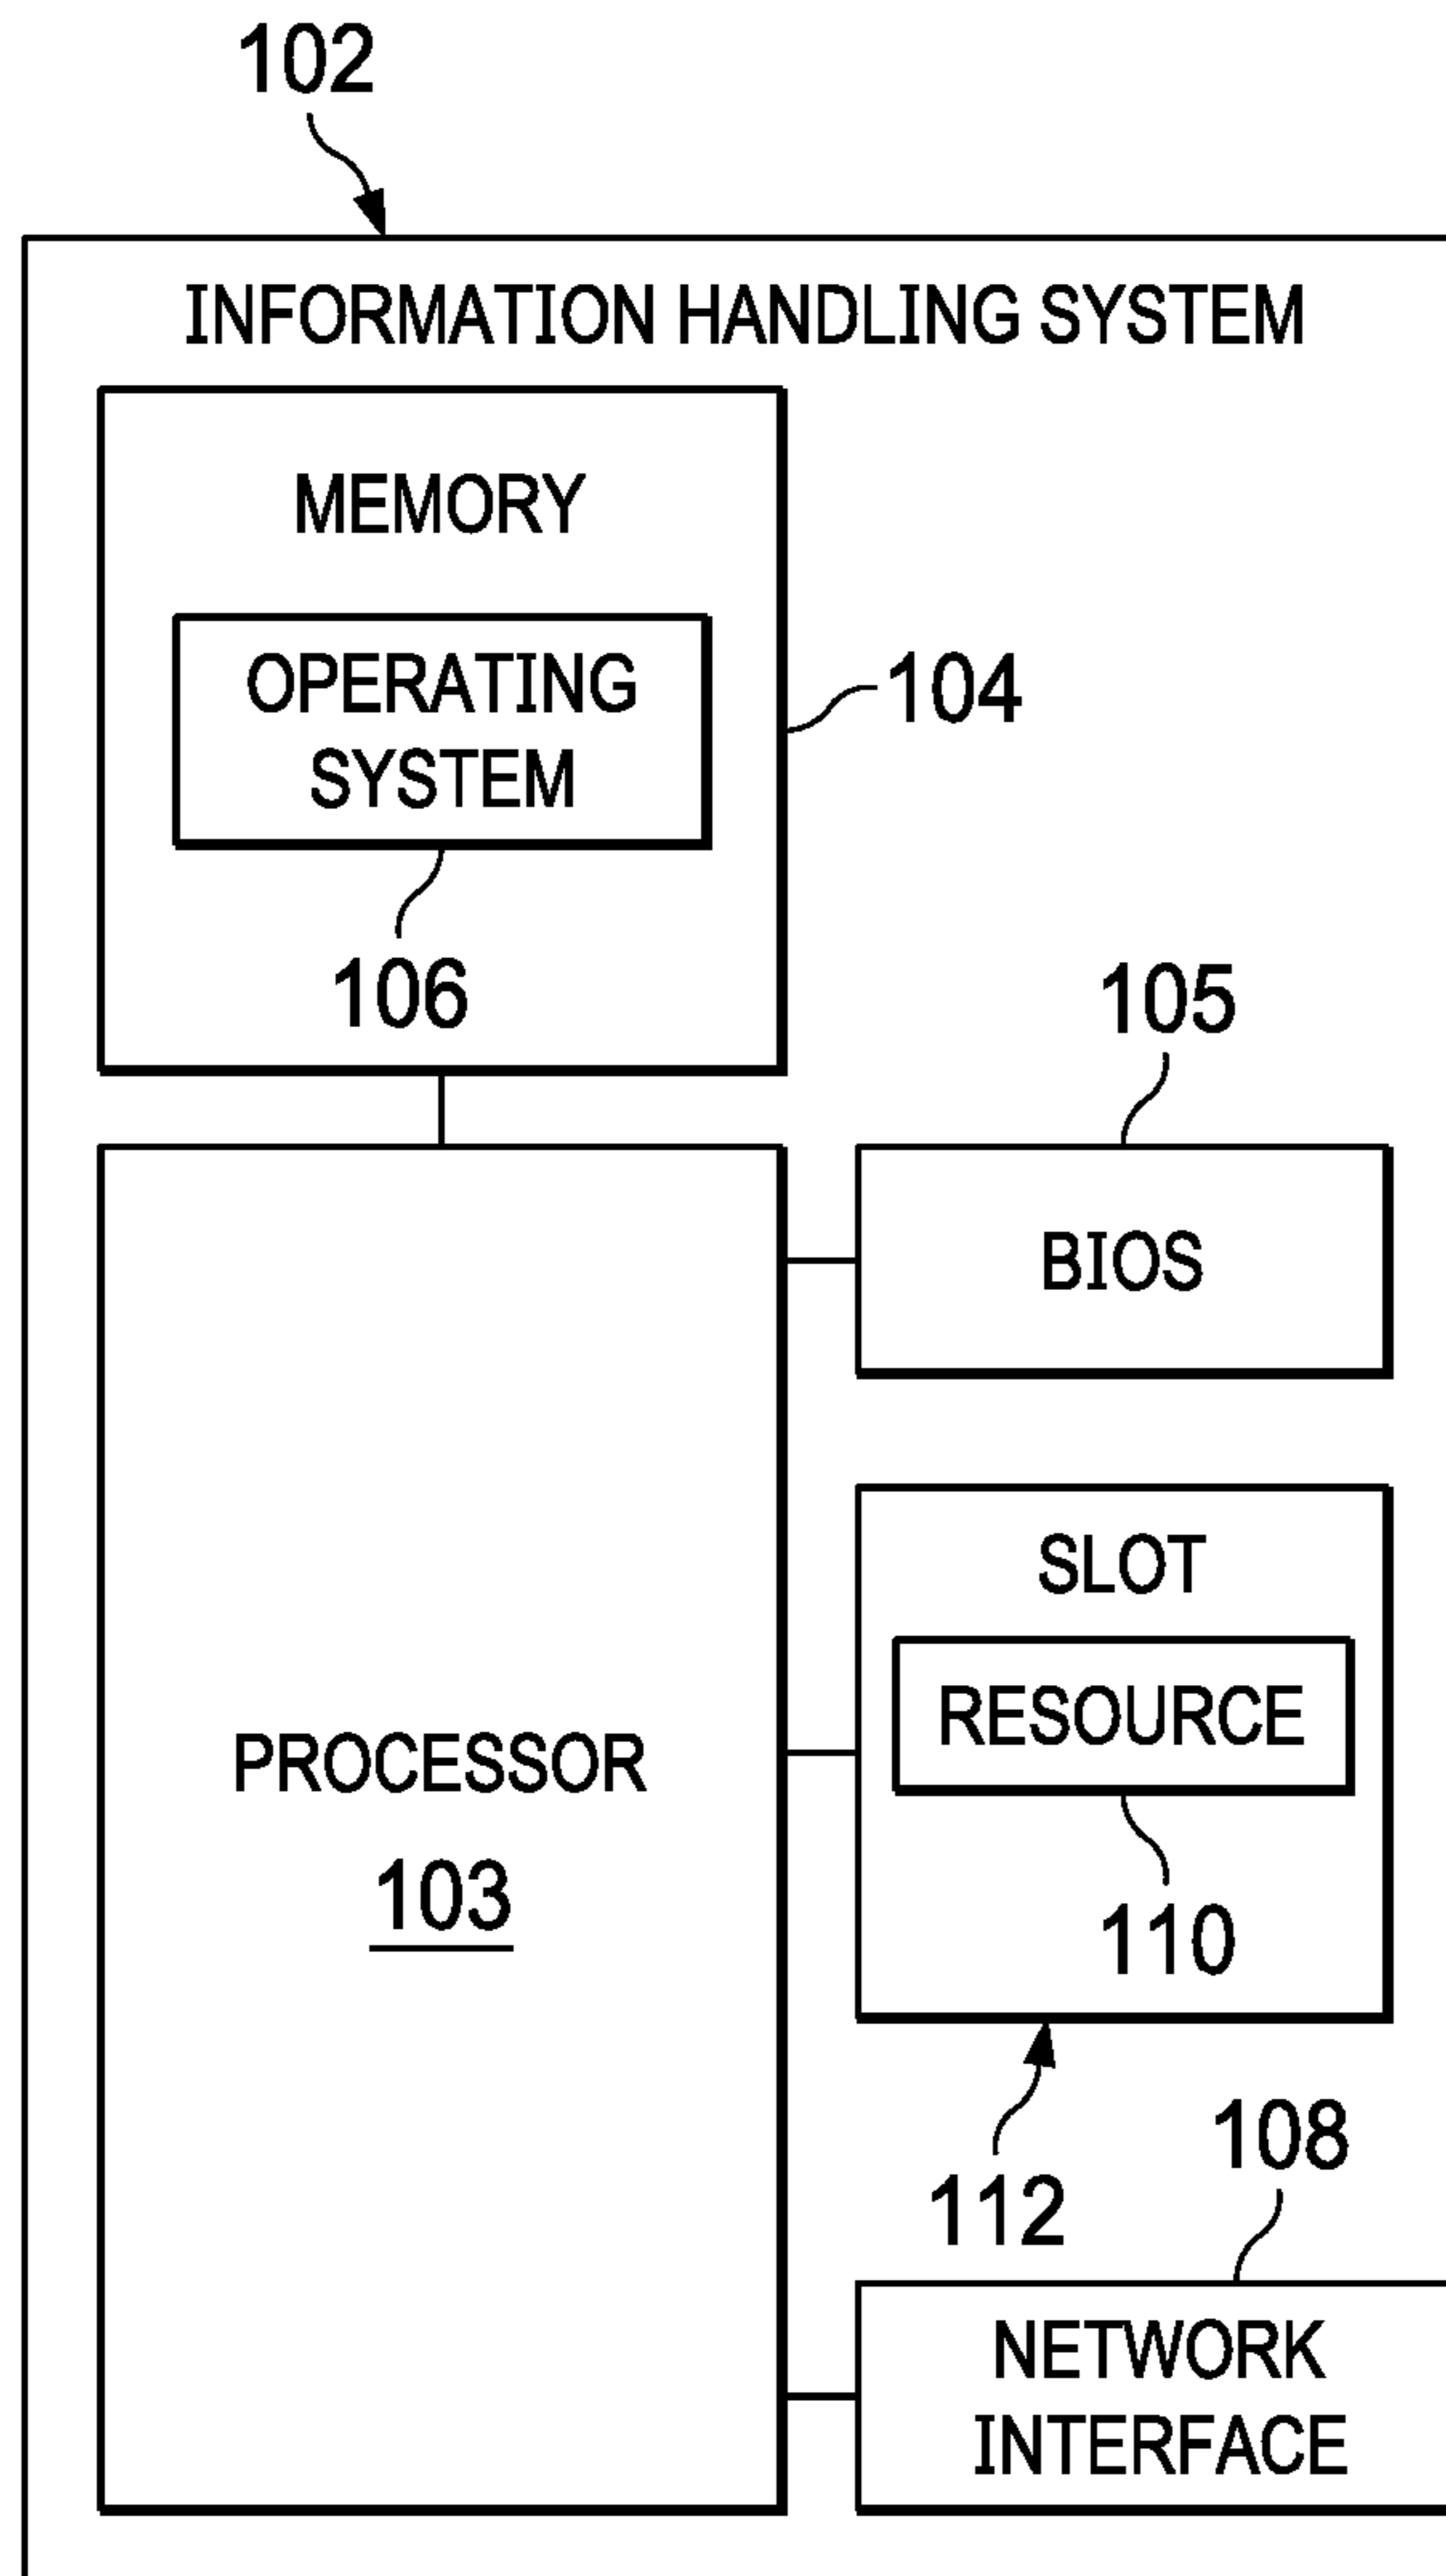 102
INFORMATION HANDLING SYSTEM
MEMORY
OPERATING
SYSTEM
104
106
105
BIOS
SLOT
RESOURCE
PROCESSOR
103
110
108
112
NETWORK
INTERFACE